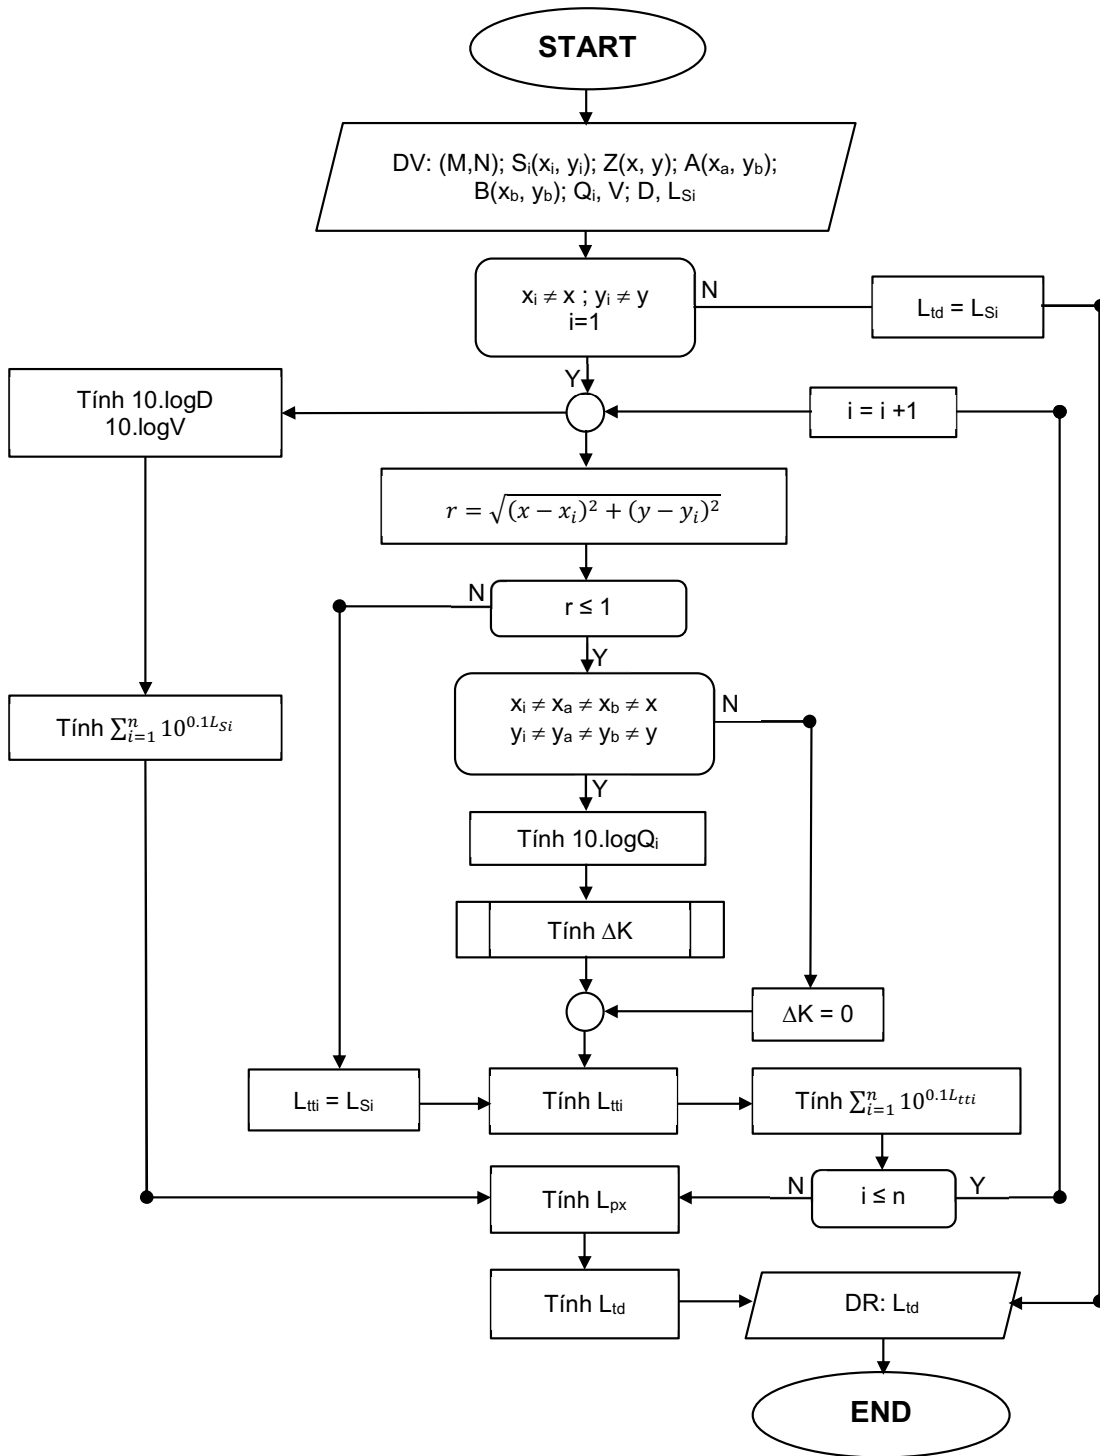 START
DV: (M,N); Sᵢ(xᵢ, yᵢ); Z(x, y); A(xₐ, y_b);
B(x_b, y_b); Qᵢ, V; D, L_Si
xᵢ ≠ x ; yᵢ ≠ y
i=1
N
L_td = L_Si
Y
Tính 10.logD
10.logV
i = i +1
r = √((x − xᵢ)² + (y − yᵢ)²)
N
r ≤ 1
Y
xᵢ ≠ xₐ ≠ x_b ≠ x
yᵢ ≠ yₐ ≠ y_b ≠ y
N
Tính ∑ᵢ₌₁ⁿ 10^{0.1L_Si}
Y
Tính 10.logQᵢ
Tính ΔK
ΔK = 0
L_tti = L_Si
Tính L_tti
Tính ∑ᵢ₌₁ⁿ 10^{0.1L_tti}
Tính L_px
N
i ≤ n
Y
Tính L_td
DR: L_td
END